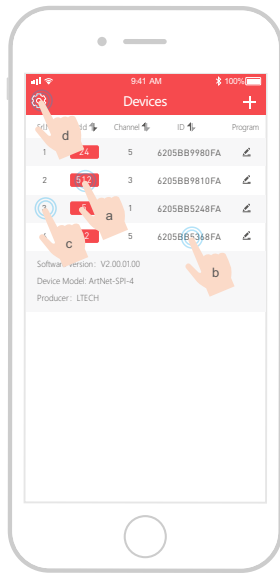 9:41 AM 100%
Devices
Channel ID Program
1 24 5 6205BB9980FA
2 512 3 6205BB9810FA
a
1 6205BB5248FA
c
5 6205BB5368FA
b
d
Version: V2.00.01.00
Device Model: ArtNet-SPI-4
Producer: LTECH